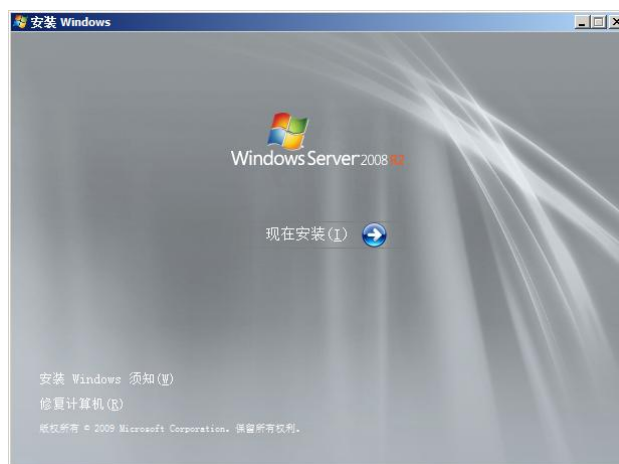 安装 Windows
Windows Server 2008 R2
现在安装(I)
安装 Windows 须知(W)
修复计算机(R)
版权所有 © 2009 Microsoft Corporation。保留所有权利。